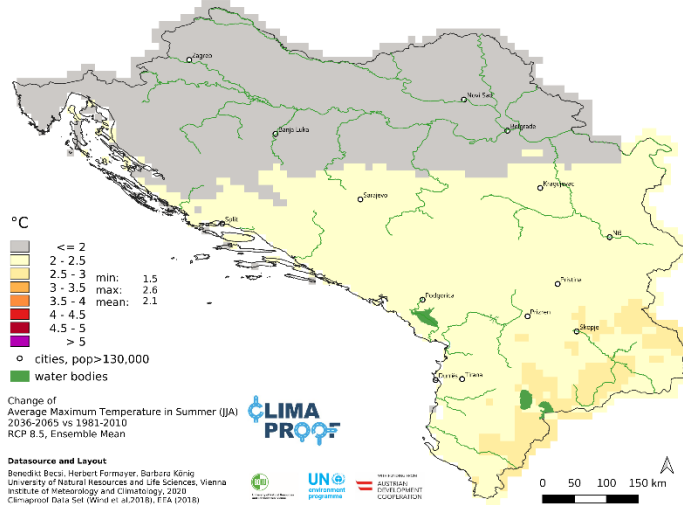 Zagreb
Novi Sad
Belgrade
Banja Luka
Kragujevac
Sarajevo
Split
Niš
Pristina
Podgorica
Prizren
Skopje
Durrës
Tirana
°C
<= 2
2 - 2.5
2.5 - 3
3 - 3.5
3.5 - 4
4 - 4.5
4.5 - 5
> 5
min: 1.5
max: 2.6
mean: 2.1
cities, pop>130,000
water bodies
Change of
Average Maximum Temperature in Summer (JJA)
2036-2065 vs 1981-2010
RCP 8.5, Ensemble Mean
CLIMA
PROOF
Datasource and Layout
Benedikt Becsi, Herbert Formayer, Barbara König
University of Natural Resources and Life Sciences, Vienna
Institute of Meteorology and Climatology, 2020
Climaproof Data Set (Wind et al.2018), EEA (2018)
UN
environment
programme
WITH FUNDING FROM
AUSTRIAN
DEVELOPMENT
COOPERATION
N
0 50 100 150 km